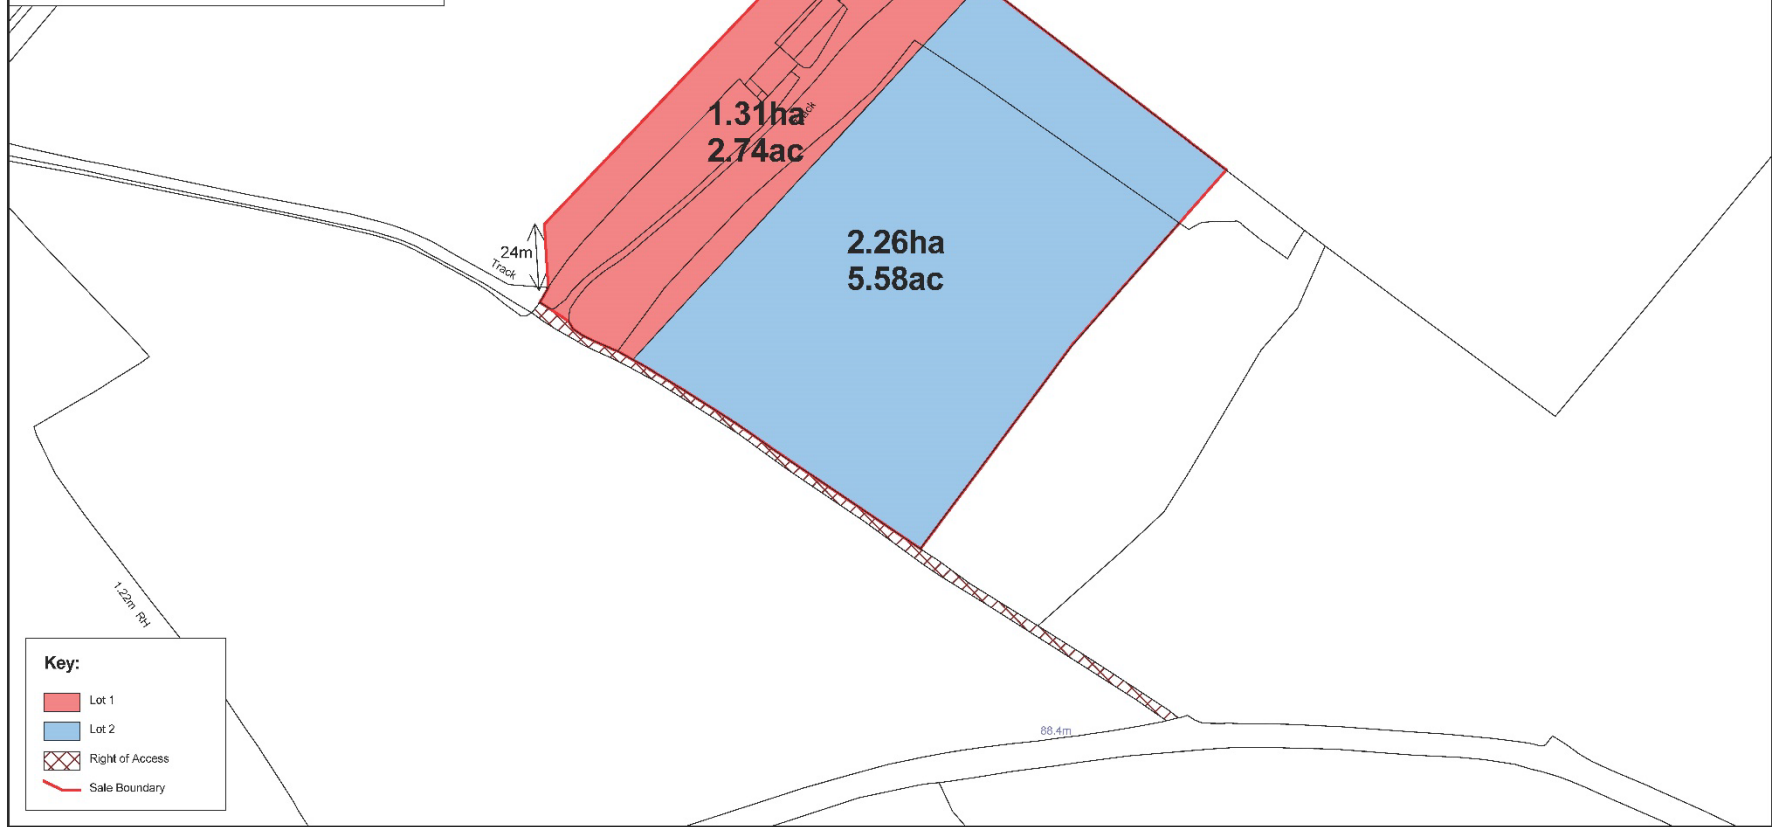 1.31ha
Track
2.74ac
2.26ha
5.58ac
24m
Track
1.22m RH
88.4m
Key:
Lot 1
Lot 2
Right of Access
Sale Boundary